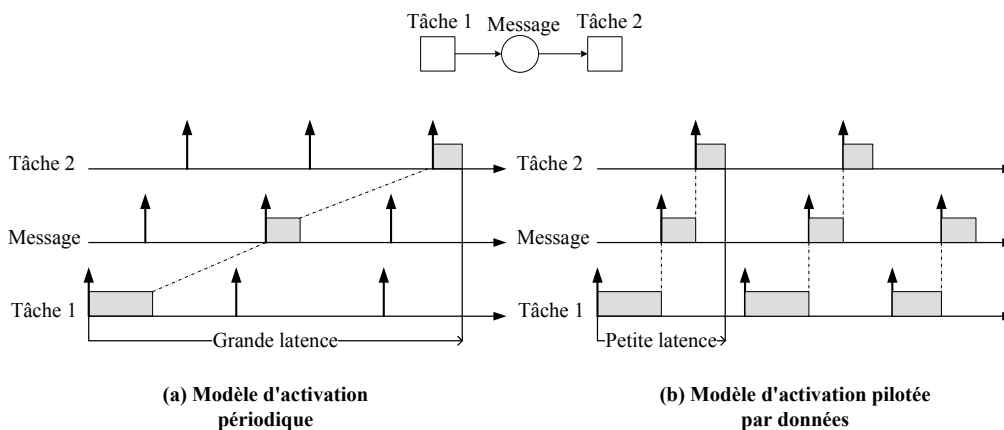 Tâche 1 Message Tâche 2
Tâche 2
Message
Tâche 1
Grande latence
(a) Modèle d'activation
périodique
Tâche 2
Message
Tâche 1
Petite latence
(b) Modèle d'activation pilotée
par données